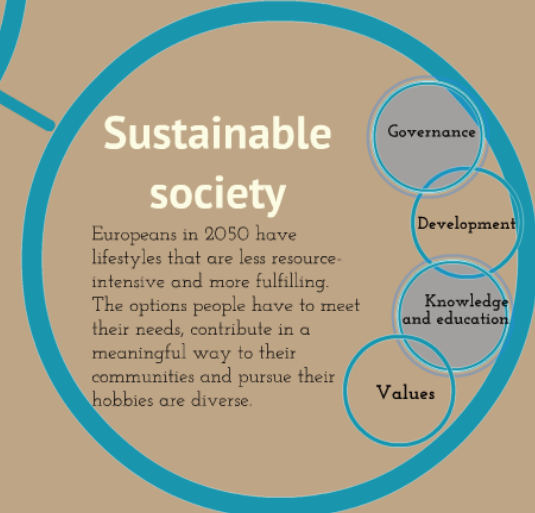 Sustainable
society
Europeans in 2050 have
lifestyles that are less resource-
intensive and more fulfilling.
The options people have to meet
their needs, contribute in a
meaningful way to their
communities and pursue their
hobbies are diverse.
Governance
Development
Knowledge
and education
Values